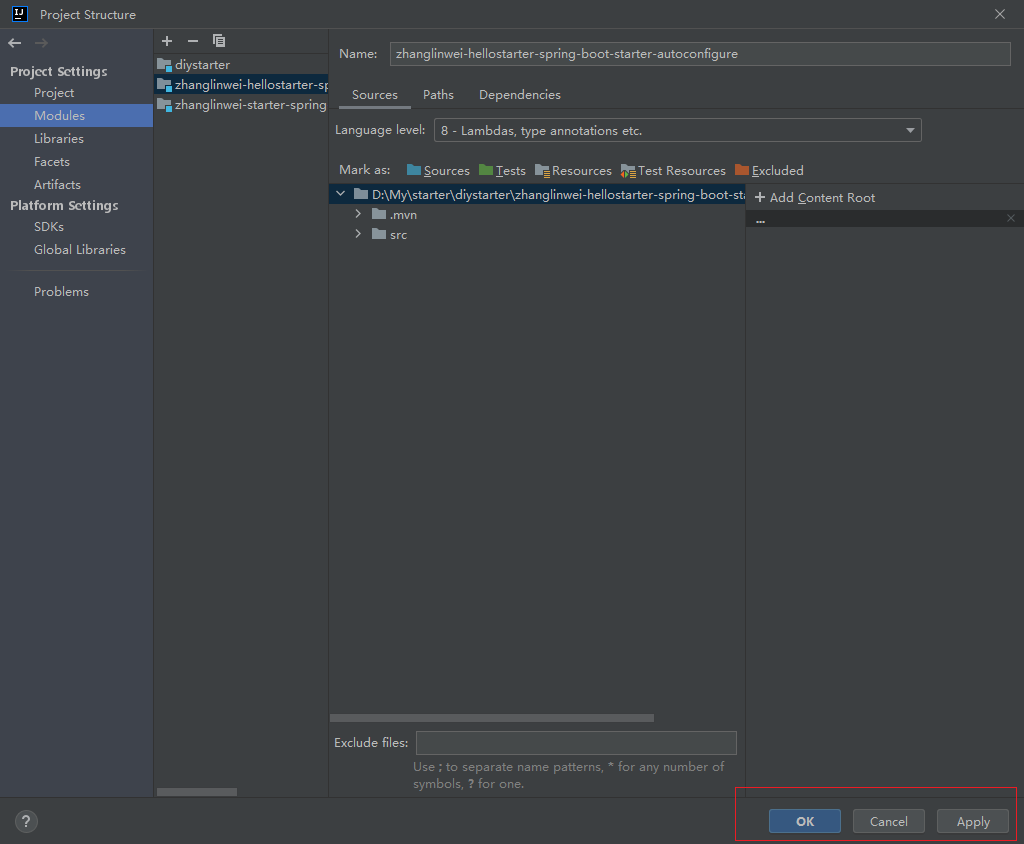 Project Structure
Project Settings
Project
Modules
Libraries
Facets
Artifacts
Platform Settings
SDKs
Global Libraries
Problems
diystarter
zhanglinwei-hellostarter-sp
zhanglinwei-starter-spring
Name: zhanglinwei-hellostarter-spring-boot-starter-autoconfigure
Sources Paths Dependencies
Language level: 8 - Lambdas, type annotations etc.
Mark as: Sources Tests Resources Test Resources Excluded
D:\My\starter\diystarter\zhanglinwei-hellostarter-spring-boot-sta
.mvn
src
+ Add Content Root
...
Exclude files:
Use ; to separate name patterns, * for any number of
symbols, ? for one.
?
OK Cancel Apply